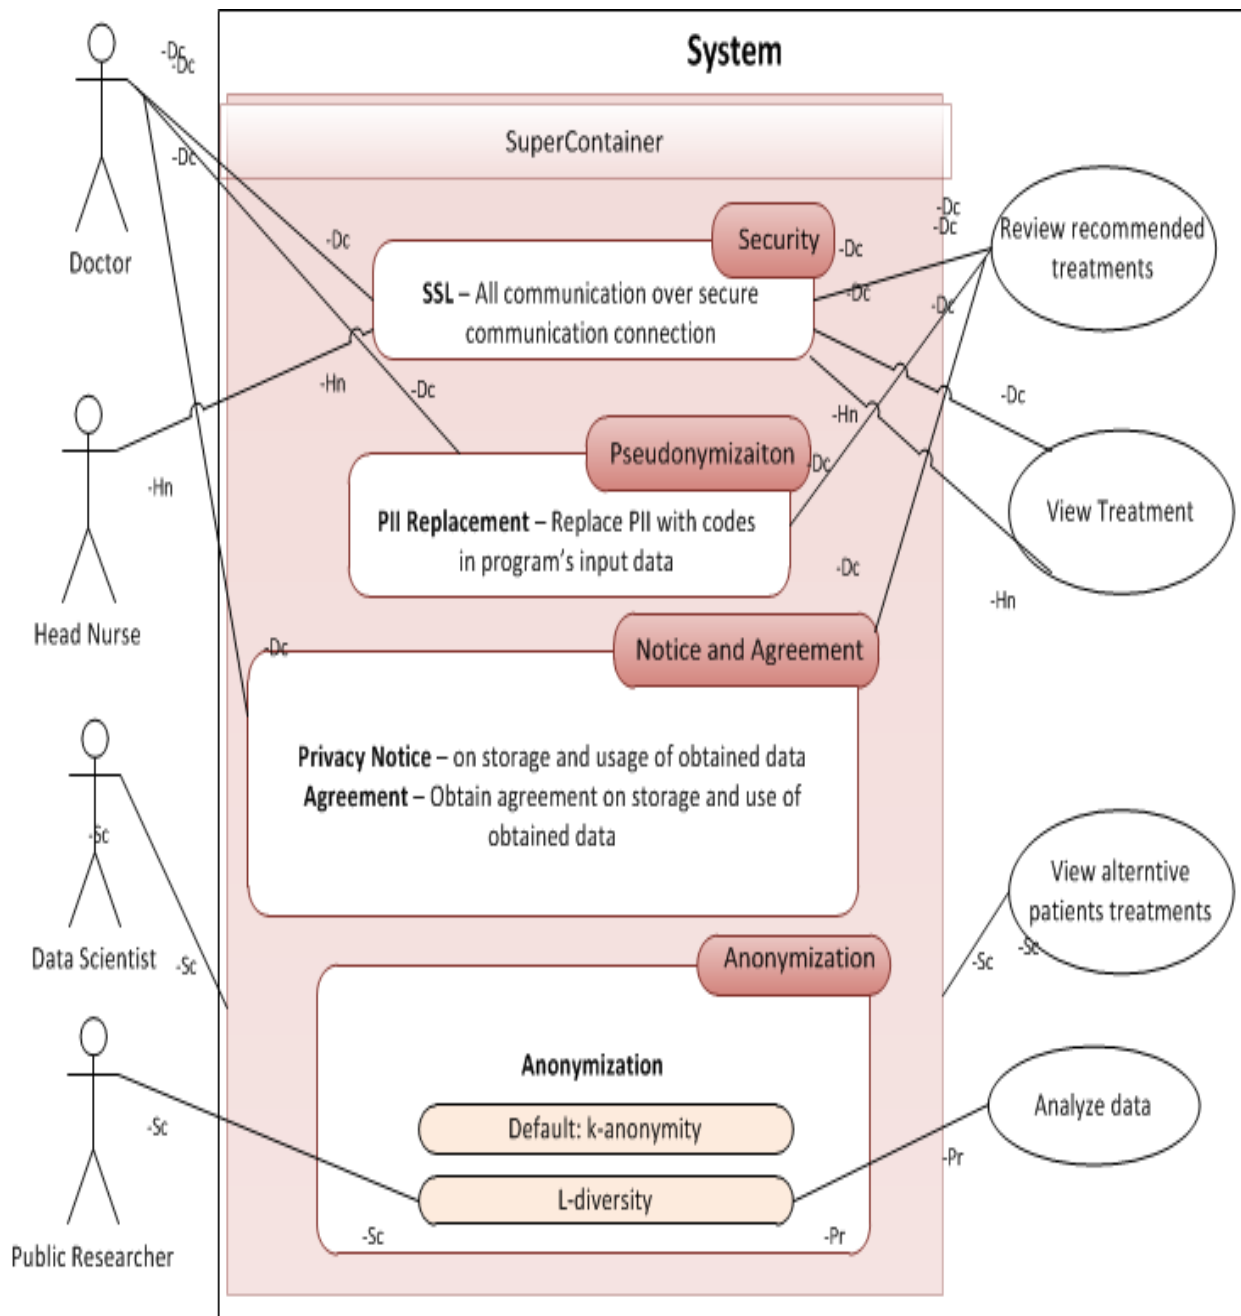 System
-Dc
-Dc
SuperContainer
-Dc
Doctor
Security
-Dc
-Dc
-Dc
-Dc
Review recommended
treatments
SSL – All communication over secure
communication connection
-Dc
-Dc
-Hn
-Dc
-Dc
-Hn
Pseudonymizaiton
-Dc
-Hn
Head Nurse
PII Replacement – Replace PII with codes
in program's input data
View Treatment
-Dc
-Hn
Notice and Agreement
-Dc
Privacy Notice – on storage and usage of obtained data
Agreement – Obtain agreement on storage and use of
obtained data
-Sc
Data Scientist
-Sc
View alterntive
patients treatments
-Sc
-Sc
Anonymization
Anonymization
Default: k-anonymity
L-diversity
Analyze data
-Sc
-Pr
-Sc
-Pr
Public Researcher